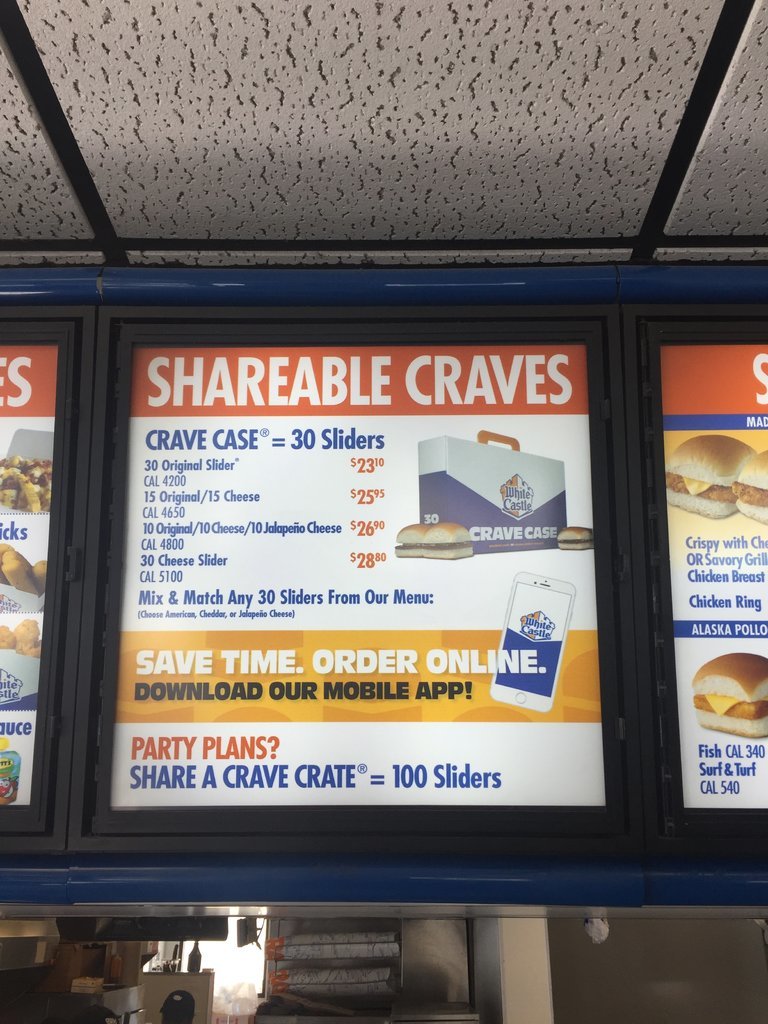 ES
icks
auce
SHAREABLE CRAVES
CRAVE CASE® = 30 Sliders
30 Original Slider®
$23.10
CAL 4200
15 Original/15 Cheese
$25.95
CAL 4650
10 Original/10 Cheese/10 Jalapeño Cheese
$26.90
CAL 4800
30 Cheese Slider
$28.80
CAL 5100
Mix & Match Any 30 Sliders From Our Menu:
(Choose American, Cheddar, or Jalapeño Cheese)
White
Castle
30
CRAVE CASE
SAVE TIME. ORDER ONLINE.
DOWNLOAD OUR MOBILE APP!
White
Castle
PARTY PLANS?
SHARE A CRAVE CRATE® = 100 Sliders
S
MAD
Crispy with Che
OR Savory Grill
Chicken Breast
Chicken Ring
ALASKA POLLO
Fish CAL 340
Surf & Turf
CAL 540